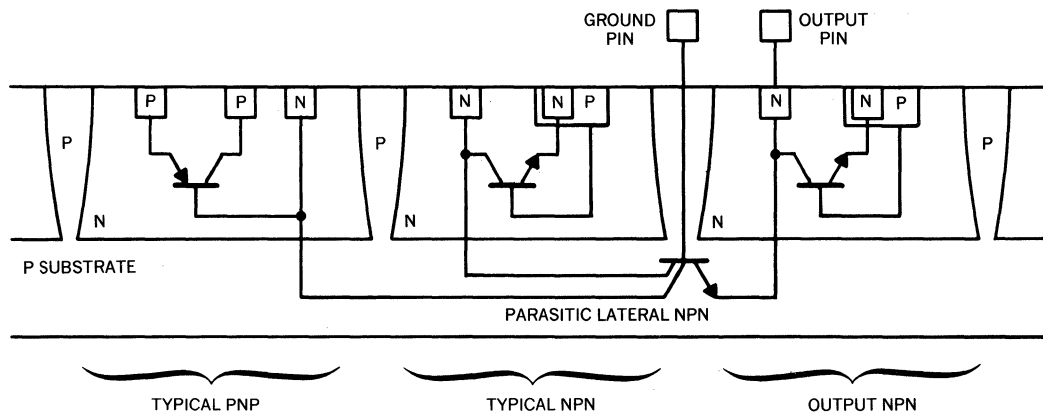 GROUND
PIN
OUTPUT
PIN
P P N N N P N N P
P P P
N N N
P SUBSTRATE
PARASITIC LATERAL NPN
TYPICAL PNP
TYPICAL NPN
OUTPUT NPN